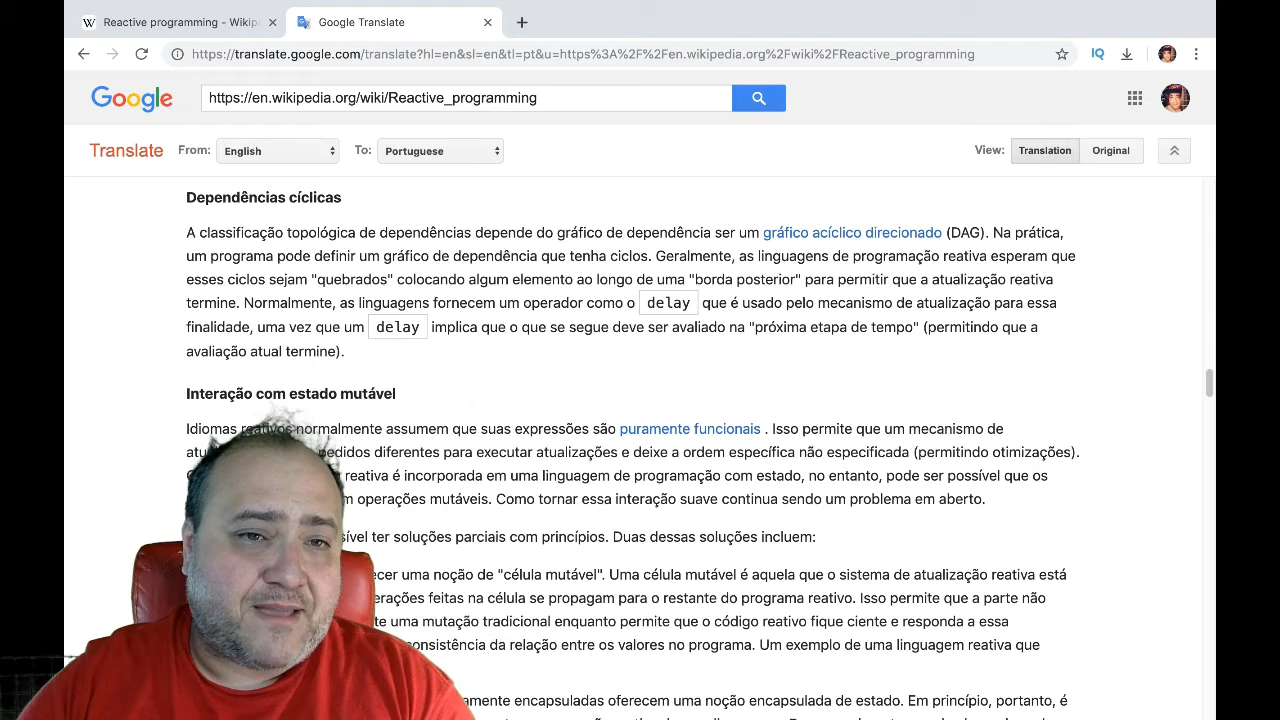 Reactive programming - Wikip
Google Translate
https://translate.google.com/translate?hl=en&sl=en&tl=pt&u=https%3A%2F%2Fen.wikipedia.org%2Fwiki%2FReactive_programming
Google
https://en.wikipedia.org/wiki/Reactive_programming
Translate From: English To: Portuguese View: Translation Original
Dependências cíclicas
A classificação topológica de dependências depende do gráfico de dependência ser um gráfico acíclico direcionado (DAG). Na prática,
um programa pode definir um gráfico de dependência que tenha ciclos. Geralmente, as linguagens de programação reativa esperam que
esses ciclos sejam "quebrados" colocando algum elemento ao longo de uma "borda posterior" para permitir que a atualização reativa
termine. Normalmente, as linguagens fornecem um operador como o delay que é usado pelo mecanismo de atualização para essa
finalidade, uma vez que um delay implica que o que se segue deve ser avaliado na "próxima etapa de tempo" (permitindo que a
avaliação atual termine).
Interação com estado mutável
Idiomas reativos normalmente assumem que suas expressões são puramente funcionais . Isso permite que um mecanismo de
pedidos diferentes para executar atualizações e deixe a ordem específica não especificada (permitindo otimizações).
reativa é incorporada em uma linguagem de programação com estado, no entanto, pode ser possível que os
operações mutáveis. Como tornar essa interação suave continua sendo um problema em aberto.
ter soluções parciais com princípios. Duas dessas soluções incluem:
uma noção de "célula mutável". Uma célula mutável é aquela que o sistema de atualização reativa está
feitas na célula se propagam para o restante do programa reativo. Isso permite que a parte não
uma mutação tradicional enquanto permite que o código reativo fique ciente e responda a essa
da relação entre os valores no programa. Um exemplo de uma linguagem reativa que
encapsuladas oferecem uma noção encapsulada de estado. Em princípio, portanto, é